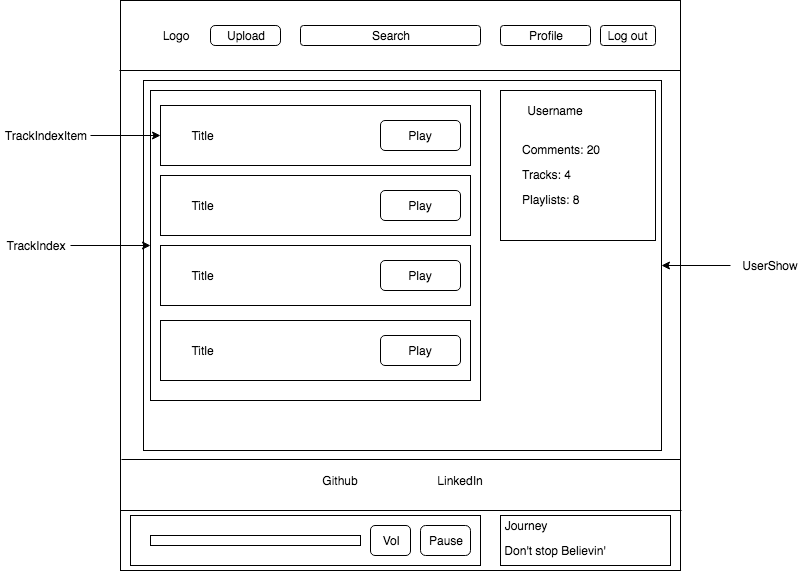 Logo
Upload
Search
Profile
Log out
TrackIndexItem
Title
Play
Username
Comments: 20
Tracks: 4
Playlists: 8
Title
Play
TrackIndex
Title
Play
UserShow
Title
Play
Github
LinkedIn
Vol
Pause
Journey
Don't stop Believin'